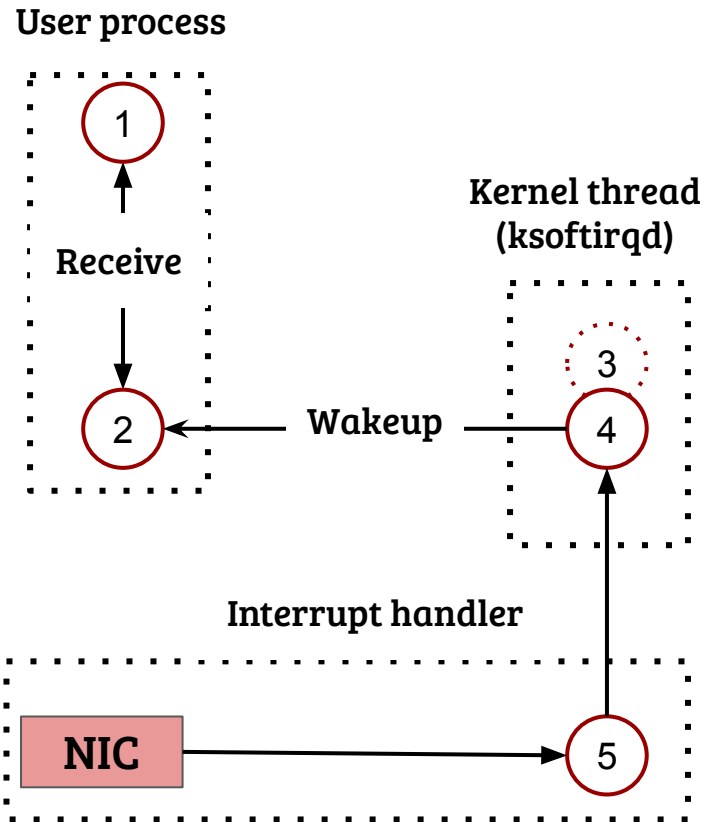 User process
1
Kernel thread
(ksoftirqd)
Receive
3
2
Wakeup
4
Interrupt handler
NIC
5